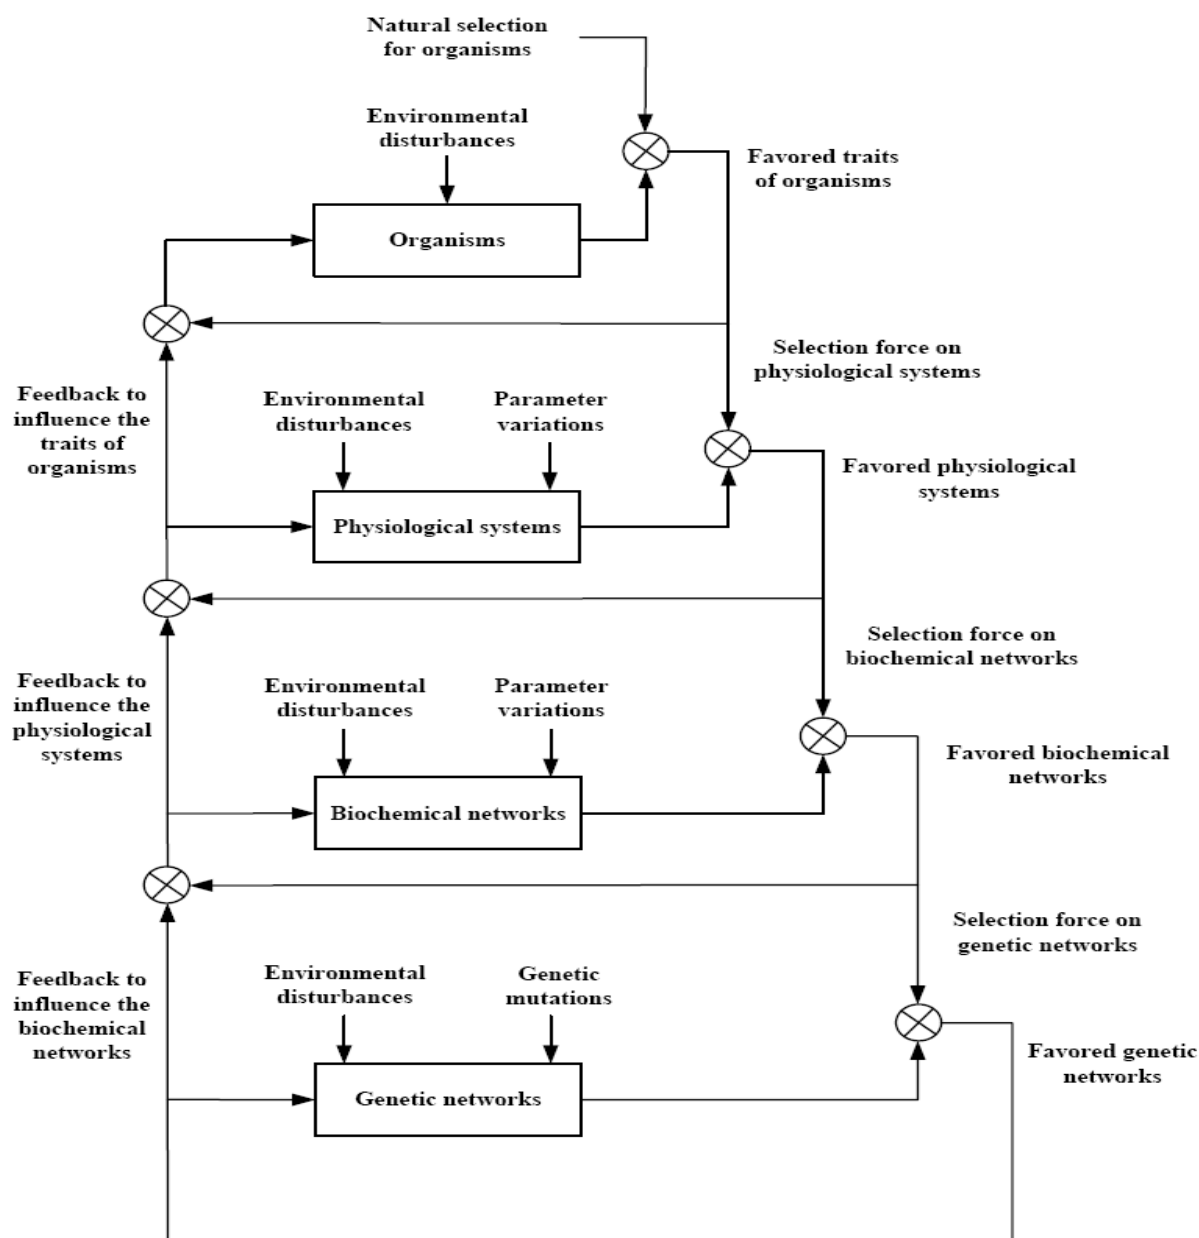 Natural selection
for organisms
Environmental
disturbances
Favored traits
of organisms
Organisms
Selection force on
physiological systems
Feedback to
influence the
traits of
organisms
Environmental
disturbances
Parameter
variations
Favored physiological
systems
Physiological systems
Selection force on
biochemical networks
Feedback to
influence the
physiological
systems
Environmental
disturbances
Parameter
variations
Favored biochemical
networks
Biochemical networks
Selection force on
genetic networks
Feedback to
influence the
biochemical
networks
Environmental
disturbances
Genetic
mutations
Favored genetic
networks
Genetic networks